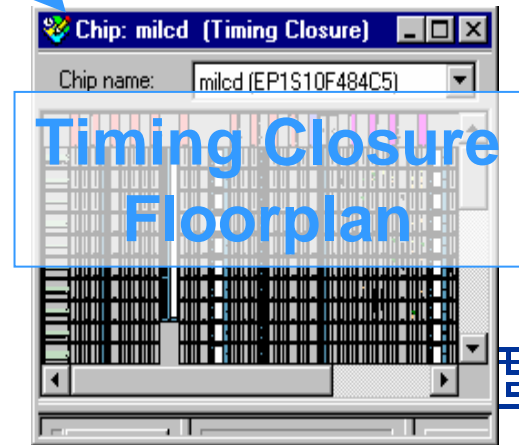 Chip: milcd (Timing Closure)
Chip name: milcd (EP1S10F484C5)
Timing Closure
Floorplan